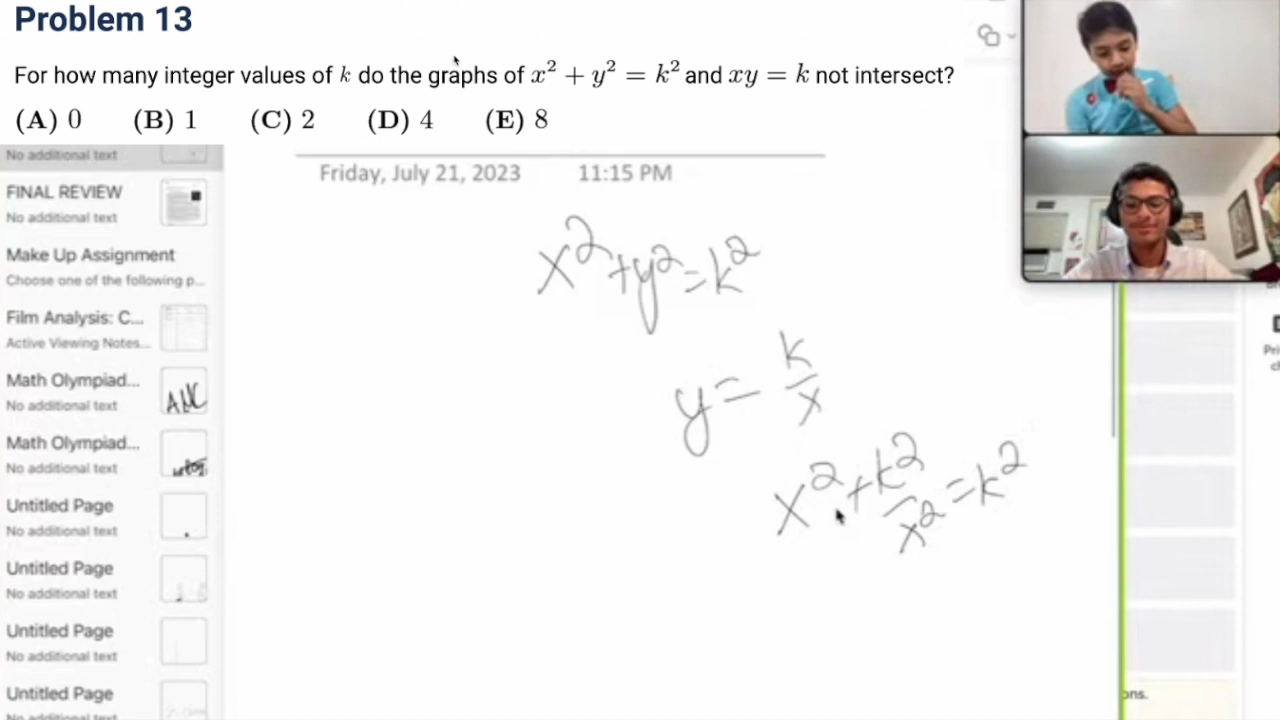 Problem 13
For how many integer values of k do the graphs of x² + y² = k² and xy = k not intersect?
(A) 0 (B) 1 (C) 2 (D) 4 (E) 8
No additional text
FINAL REVIEW
No additional text
Make Up Assignment
Choose one of the following p...
Film Analysis: C...
Active Viewing Notes...
Math Olympiad...
No additional text
Math Olympiad...
No additional text
Untitled Page
No additional text
Untitled Page
No additional text
Untitled Page
No additional text
Untitled Page
No additional text
Friday, July 21, 2023 11:15 PM
x²+y²=k²
y = k/x
x²+k²/x²=k²
ons.